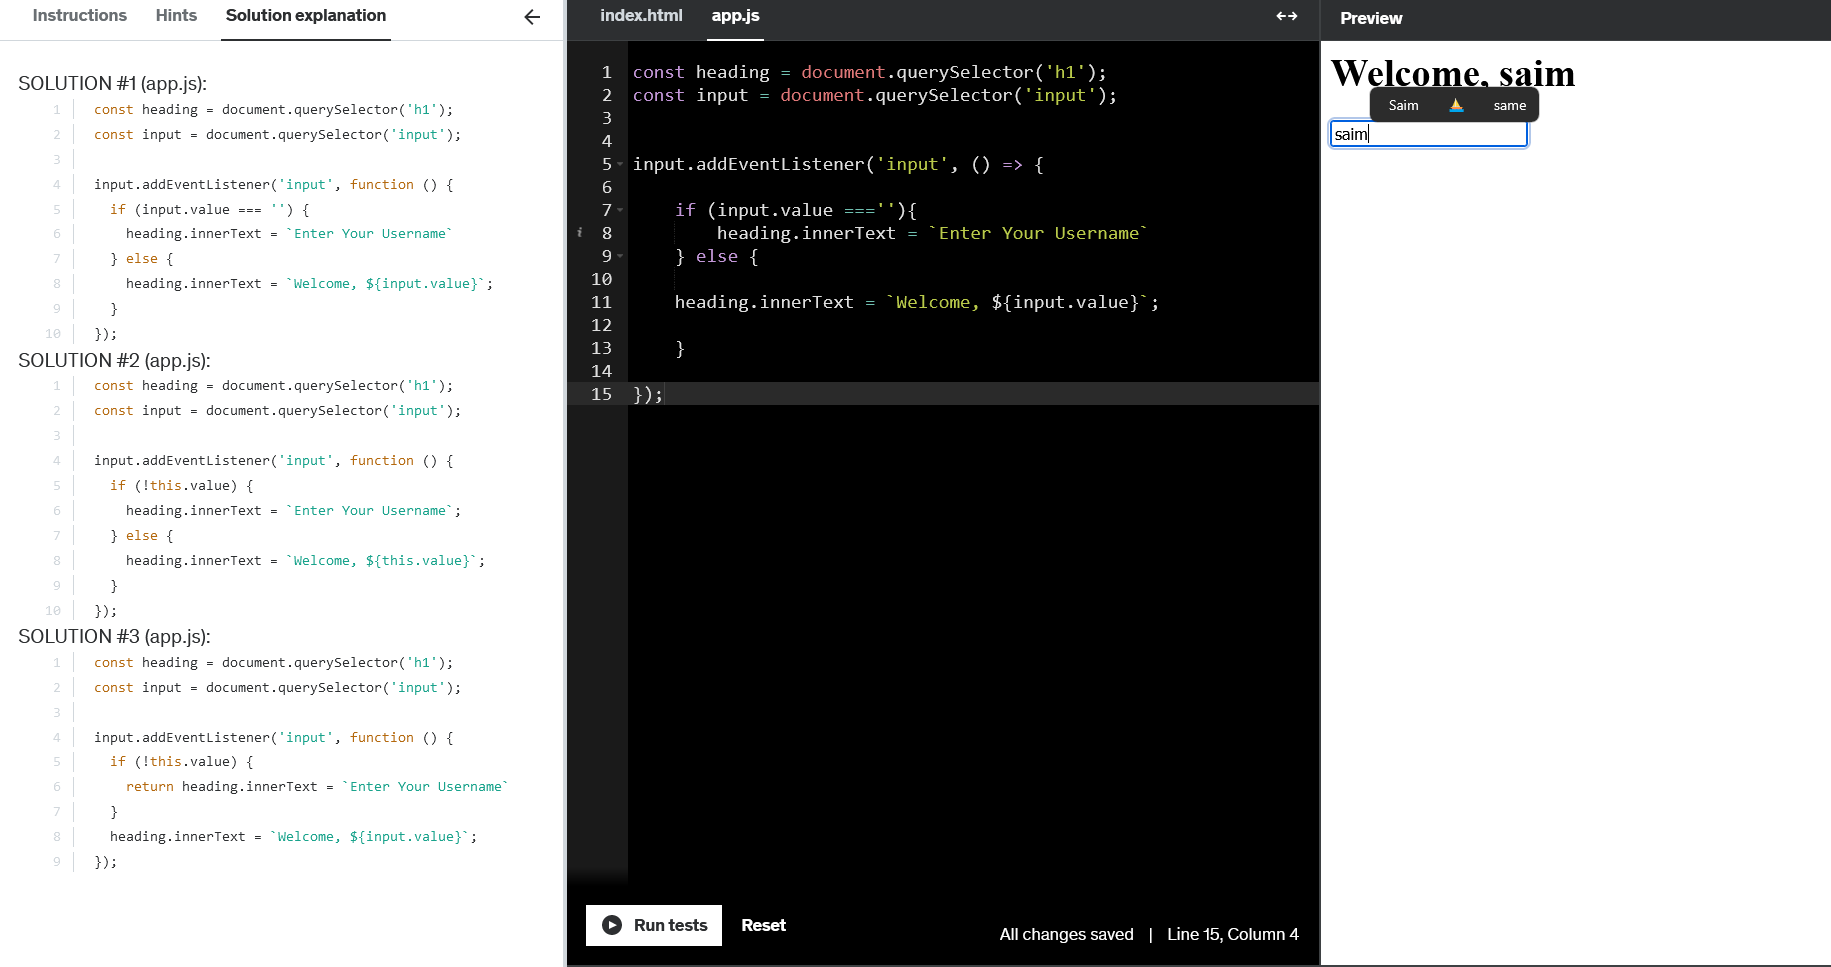 Instructions Hints Solution explanation
SOLUTION #1 (app.js):
1 const heading = document.querySelector('h1');
2 const input = document.querySelector('input');
3
4 input.addEventListener('input', function () {
5 if (input.value === '') {
6 heading.innerText = `Enter Your Username`
7 } else {
8 heading.innerText = `Welcome, ${input.value}`;
9 }
10 });
SOLUTION #2 (app.js):
1 const heading = document.querySelector('h1');
2 const input = document.querySelector('input');
3
4 input.addEventListener('input', function () {
5 if (!this.value) {
6 heading.innerText = `Enter Your Username`;
7 } else {
8 heading.innerText = `Welcome, ${this.value}`;
9 }
10 });
SOLUTION #3 (app.js):
1 const heading = document.querySelector('h1');
2 const input = document.querySelector('input');
3
4 input.addEventListener('input', function () {
5 if (!this.value) {
6 return heading.innerText = `Enter Your Username`
7 }
8 heading.innerText = `Welcome, ${input.value}`;
9 });
index.html app.js
1 const heading = document.querySelector('h1');
2 const input = document.querySelector('input');
3
4
5 input.addEventListener('input', () => {
6
7 if (input.value ===''){
i 8 heading.innerText = `Enter Your Username`
9 } else {
10
11 heading.innerText = `Welcome, ${input.value}`;
12
13 }
14
15 });
Run tests Reset
All changes saved | Line 15, Column 4
Preview
Welcome, saim
Saim same
saim